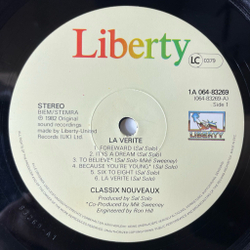 Liberty
LC 0379
STEREO
(HEM/STEMRA
℗ 1982 Original
sound recordings
made by Liberty-United
Records (UK) Ltd.
1A 064-83269
(064-83269-A)
Side 1
LIBERTY
LA VERITE
1. FOREWARD (Sal Solo)
2. IT'S A DREAM (Sal Solo)
3. TO BELIEVE* (Sal Solo Mik Sweeney)
4. BECAUSE YOU'RE YOUNG* (Sal Solo)
5. SIX TO EIGHT (Sal Solo)
6. LA VERITE (Sal Solo)
CLASSIX NOUVEAUX
Produced by Sal Solo
*Co-Produced by Mik Sweeney
Engineered by Ron Hill